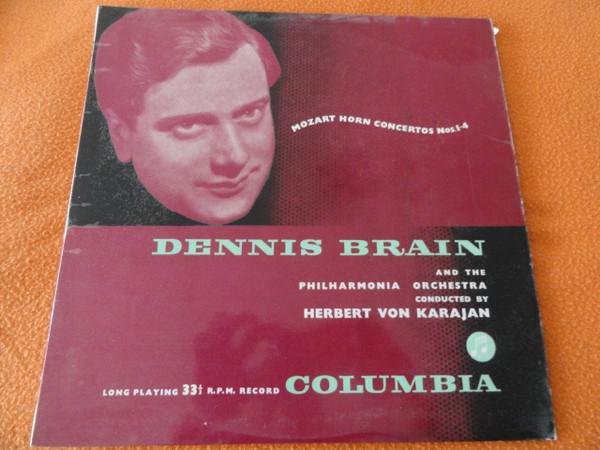 MOZART HORN CONCERTOS Nos.1-4
DENNIS BRAIN
AND THE
PHILHARMONIA ORCHESTRA
CONDUCTED BY
HERBERT VON KARAJAN
LONG PLAYING 33⅓ R.P.M. RECORD COLUMBIA